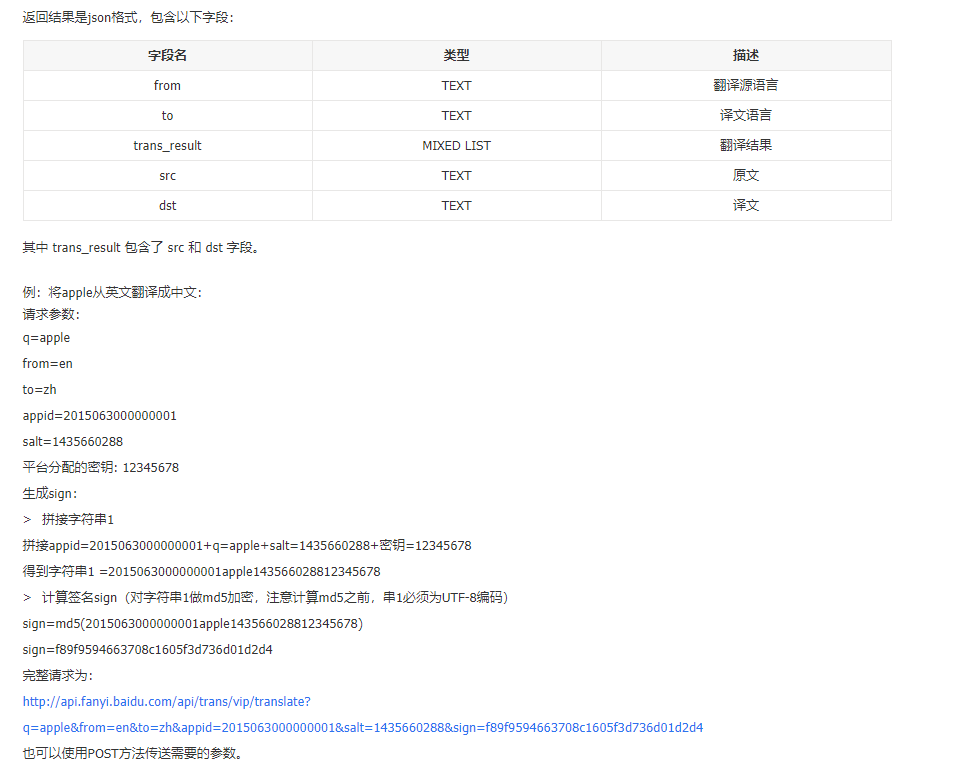 返回结果是json格式，包含以下字段：
字段名 类型 描述
from TEXT 翻译源语言
to TEXT 译文语言
trans_result MIXED LIST 翻译结果
src TEXT 原文
dst TEXT 译文
其中 trans_result 包含了 src 和 dst 字段。
例：将apple从英文翻译成中文：
请求参数：
q=apple
from=en
to=zh
appid=2015063000000001
salt=1435660288
平台分配的密钥: 12345678
生成sign：
> 拼接字符串1
拼接appid=2015063000000001+q=apple+salt=1435660288+密钥=12345678
得到字符串1 =2015063000000001apple143566028812345678
> 计算签名sign（对字符串1做md5加密，注意计算md5之前，串1必须为UTF-8编码）
sign=md5(2015063000000001apple143566028812345678)
sign=f89f9594663708c1605f3d736d01d2d4
完整请求为：
http://api.fanyi.baidu.com/api/trans/vip/translate?
q=apple&from=en&to=zh&appid=2015063000000001&salt=1435660288&sign=f89f9594663708c1605f3d736d01d2d4
也可以使用POST方法传送需要的参数。